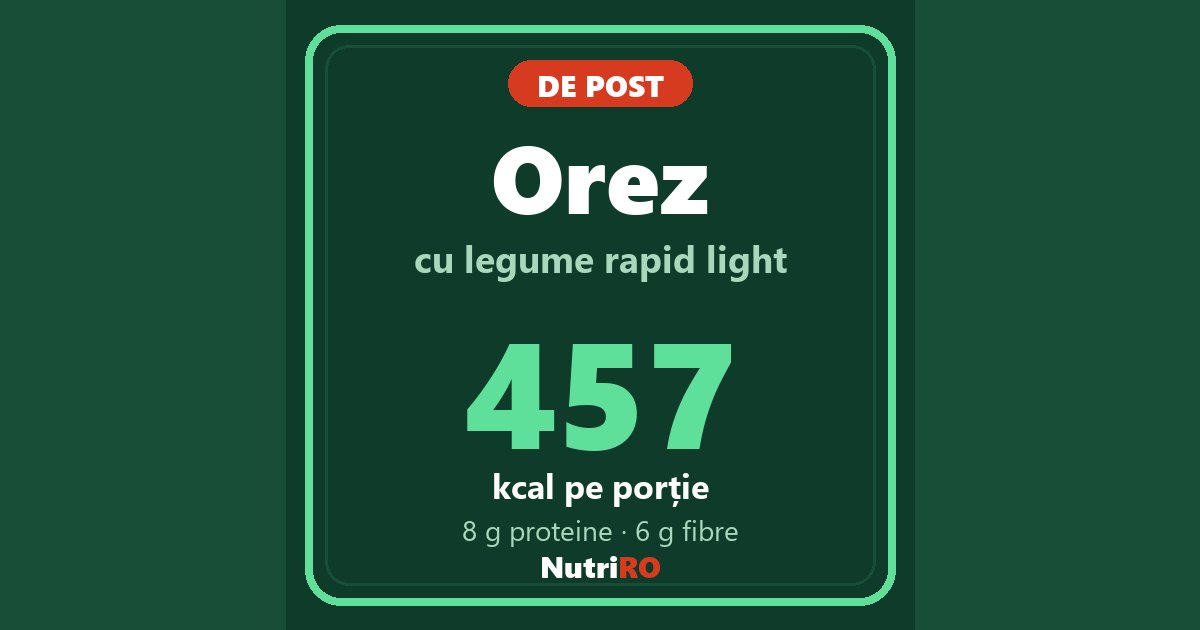 DE POST
Orez
cu legume rapid light
457
kcal pe porție
8 g proteine · 6 g fibre
NutriRO